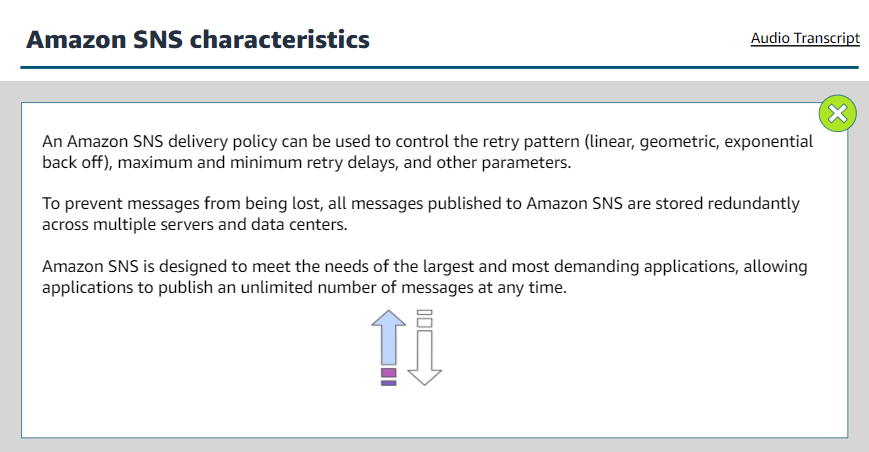 Amazon SNS characteristics
Audio Transcript
An Amazon SNS delivery policy can be used to control the retry pattern (linear, geometric, exponential
back off), maximum and minimum retry delays, and other parameters.
To prevent messages from being lost, all messages published to Amazon SNS are stored redundantly
across multiple servers and data centers.
Amazon SNS is designed to meet the needs of the largest and most demanding applications, allowing
applications to publish an unlimited number of messages at any time.